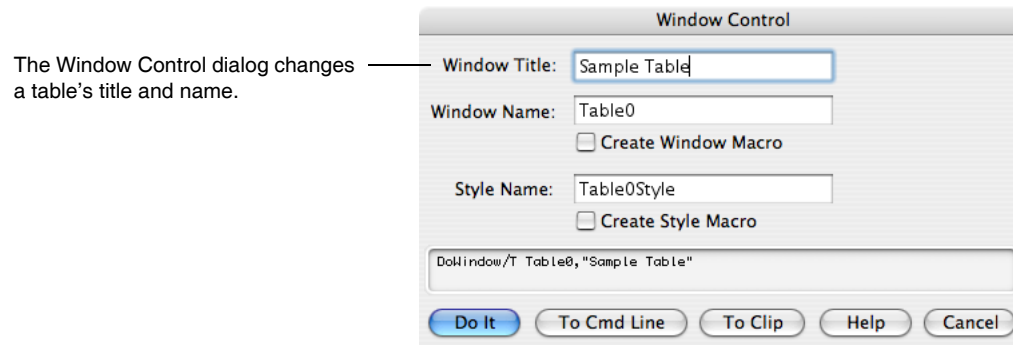 Window Control
The Window Control dialog changes
a table's title and name.
Window Title: Sample Table
Window Name: Table0
Create Window Macro
Style Name: Table0Style
Create Style Macro
DoWindow/T Table0,"Sample Table"
Do It To Cmd Line To Clip Help Cancel